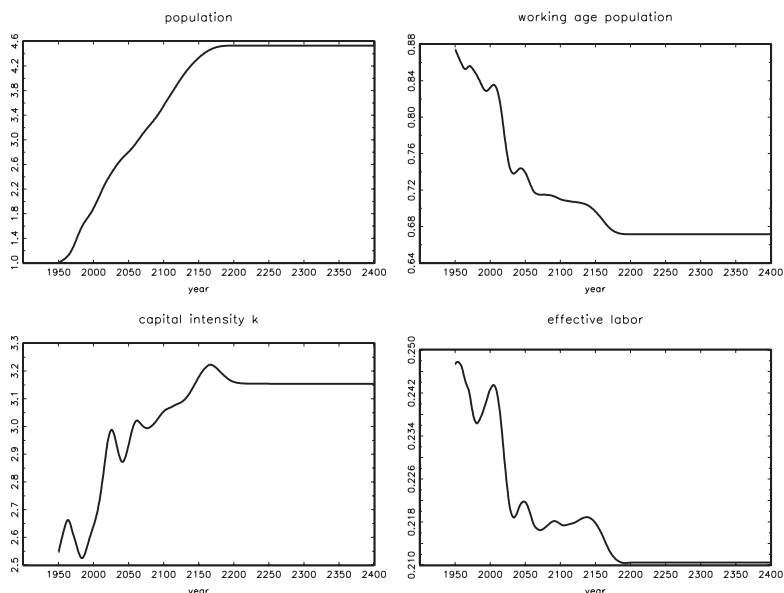 population
4.6
4.2
3.8
3.4
3.0
2.6
2.2
1.8
1.4
1.0
1950 2000 2050 2100 2150 2200 2250 2300 2350 2400
year
working age population
0.88
0.84
0.80
0.76
0.72
0.68
0.64
1950 2000 2050 2100 2150 2200 2250 2300 2350 2400
year
capital intensity k
3.3
3.2
3.1
3.0
2.9
2.8
2.7
2.6
2.5
1950 2000 2050 2100 2150 2200 2250 2300 2350 2400
year
effective labor
0.250
0.242
0.234
0.226
0.218
0.210
1950 2000 2050 2100 2150 2200 2250 2300 2350 2400
year